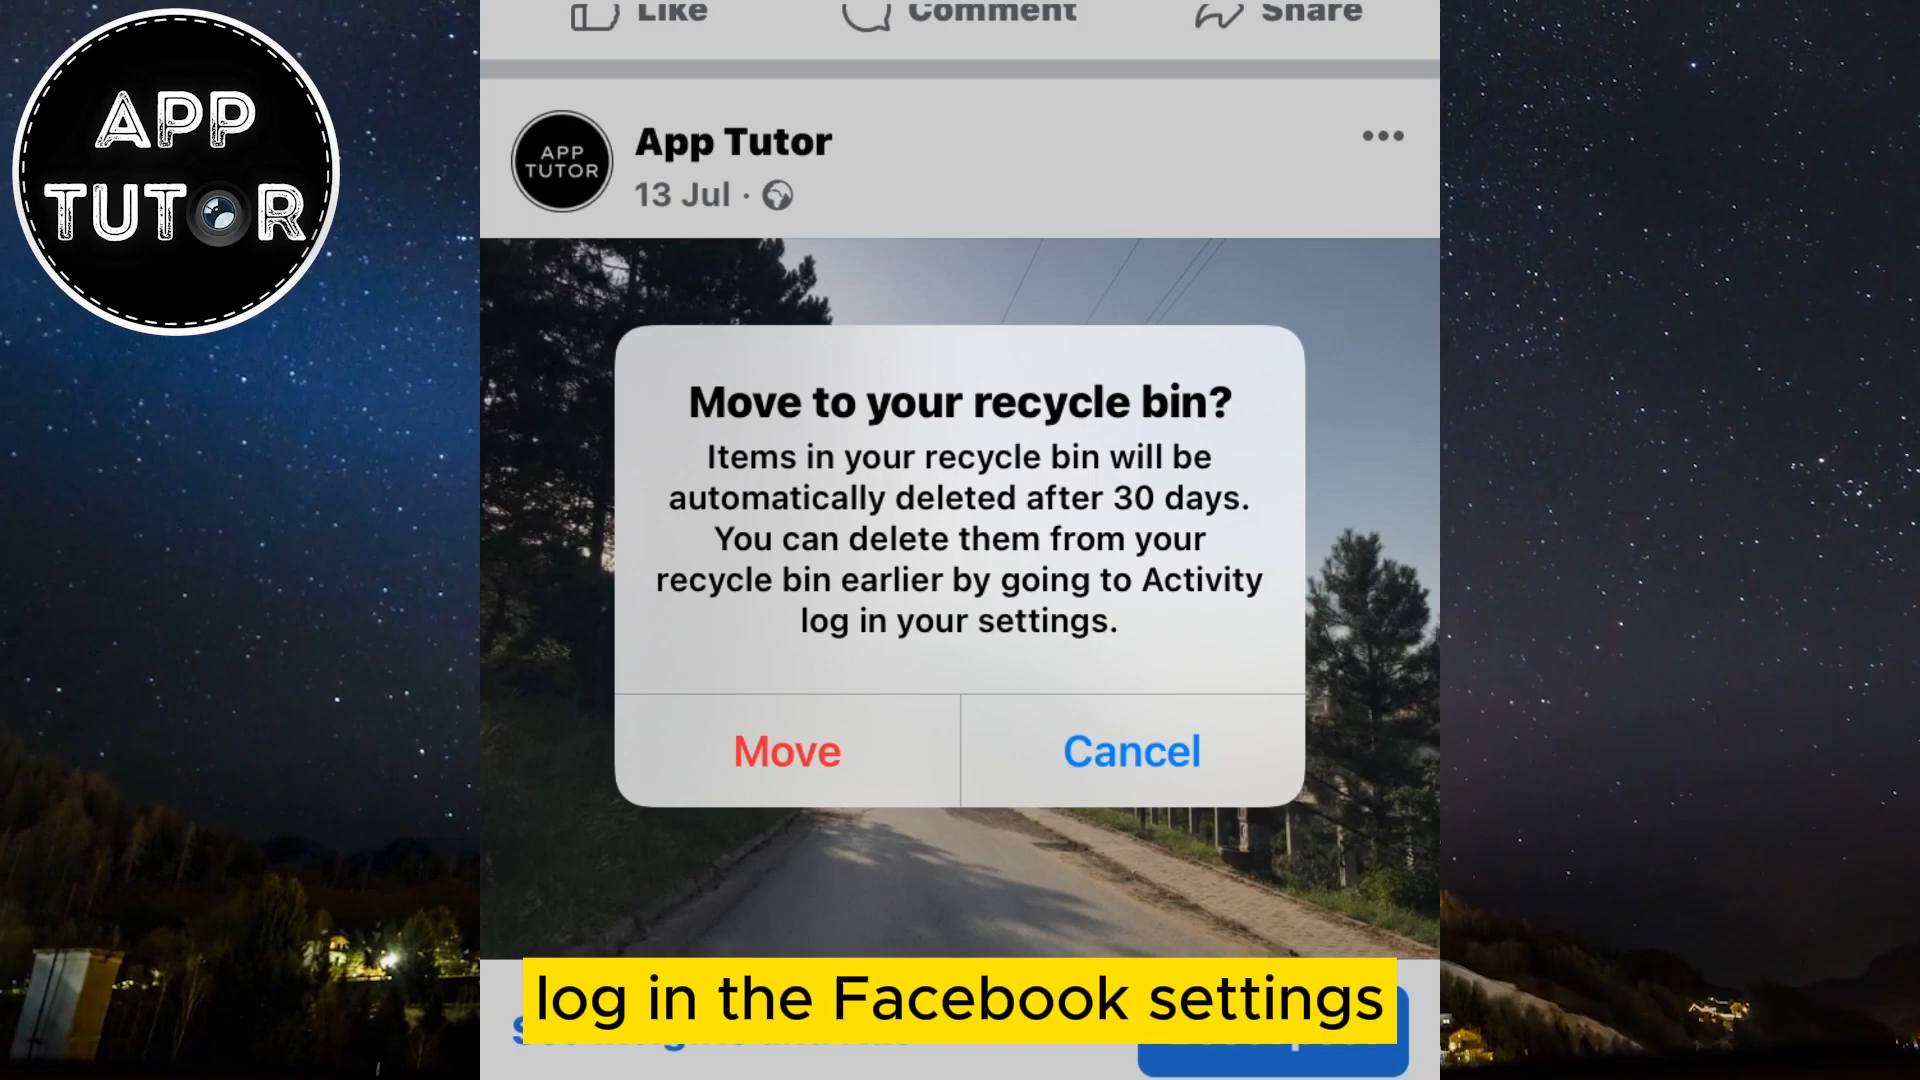 APP
TUTOR
Like
Comment
Share
APP
TUTOR
App Tutor
13 Jul ·
Move to your recycle bin?
Items in your recycle bin will be
automatically deleted after 30 days.
You can delete them from your
recycle bin earlier by going to Activity
log in your settings.
Move
Cancel
log in the Facebook settings